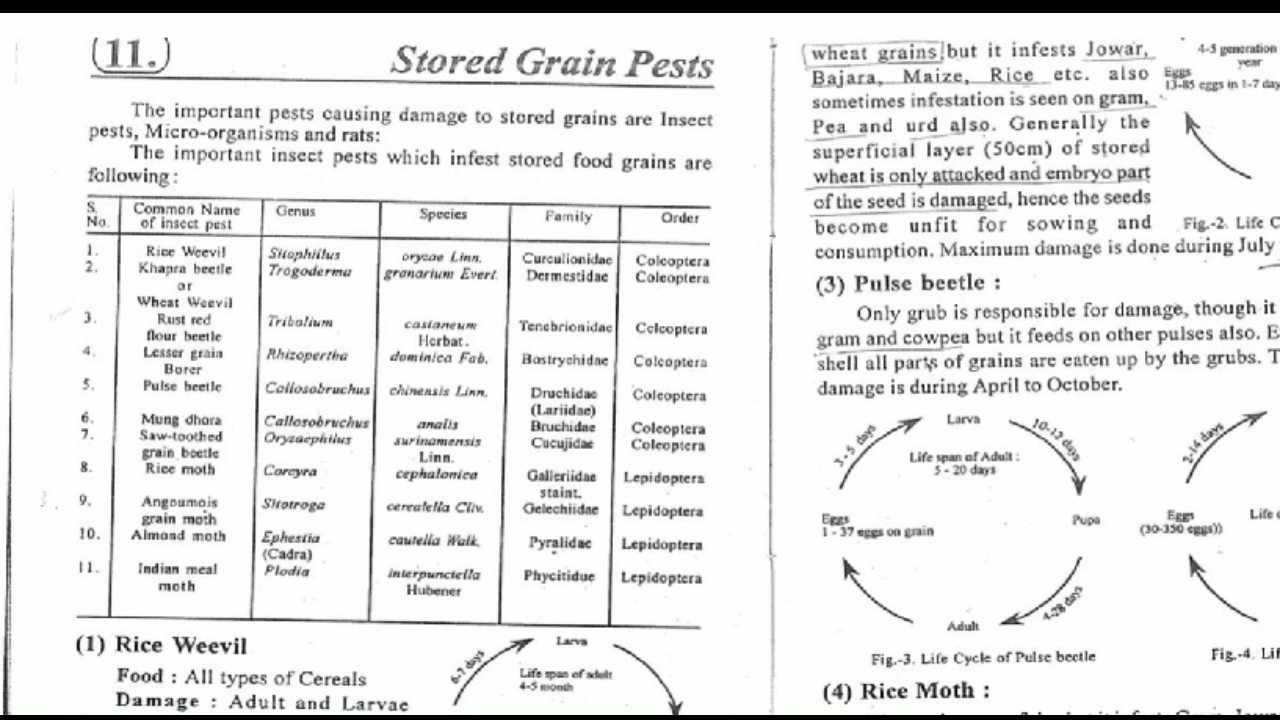 11.
Stored Grain Pests
The important pests causing damage to stored grains are Insect
pests, Micro-organisms and rats:
The important insect pests which infest stored food grains are
following :
S. No. Common Name of insect pest Genus Species Family Order
1. Rice Weevil Sitophillus oryzae Linn. Curculionidae Coleoptera
2. Khapra beetle or Wheat Weevil Trogoderma granarium Evert. Dermestidae Coleoptera
3. Rust red flour beetle Tribolium castaneum Herbat. Tenebrionidae Coleoptera
4. Lesser grain Borer Rhizopertha dominica Fab. Bostrychidae Coleoptera
5. Pulse beetle Callosobruchus chinensis Linn. Druchidae (Lariidae) Coleoptera
6. Mung dhora Callosobruchus analis Bruchidae Coleoptera
7. Saw-toothed grain beetle Oryzaephilus surinamensis Linn. Cucujidae Coleoptera
8. Rice moth Corcyra cephalonica Galleriidae staint. Lepidoptera
9. Angoumois grain moth Sitotroga cerealella Cliv. Gelechiidae Lepidoptera
10. Almond moth Ephestia (Cadra) cautella Walk. Pyralidae Lepidoptera
11. Indian meal moth Plodia interpunctella Hubener Phycitidue Lepidoptera
(1) Rice Weevil
Food : All types of Cereals
Damage : Adult and Larvae
Larva
6-7 days
Life span of adult
4-5 month
wheat grains but it infests Jowar,
Bajara, Maize, Rice etc. also
sometimes infestation is seen on gram,
Pea and urd also. Generally the
superficial layer (50cm) of stored
wheat is only attacked and embryo part
of the seed is damaged, hence the seeds
become unfit for sowing and
consumption. Maximum damage is done during July
4-5 generation
year
Eggs
13-85 eggs in 1-7 day
Fig.-2. Life C
(3) Pulse beetle :
Only grub is responsible for damage, though it
gram and cowpea but it feeds on other pulses also. E
shell all parts of grains are eaten up by the grubs. T
damage is during April to October.
Larva
3-5 days
10-12 days
Life span of Adult :
5 - 20 days
Eggs
1 - 37 eggs on grain
Pupa
4-28 days
Adult
Fig.-3. Life Cycle of Pulse beetle
2-14 days
Eggs
(30-350 eggs))
Life c
Fig.-4. Lif
(4) Rice Moth :